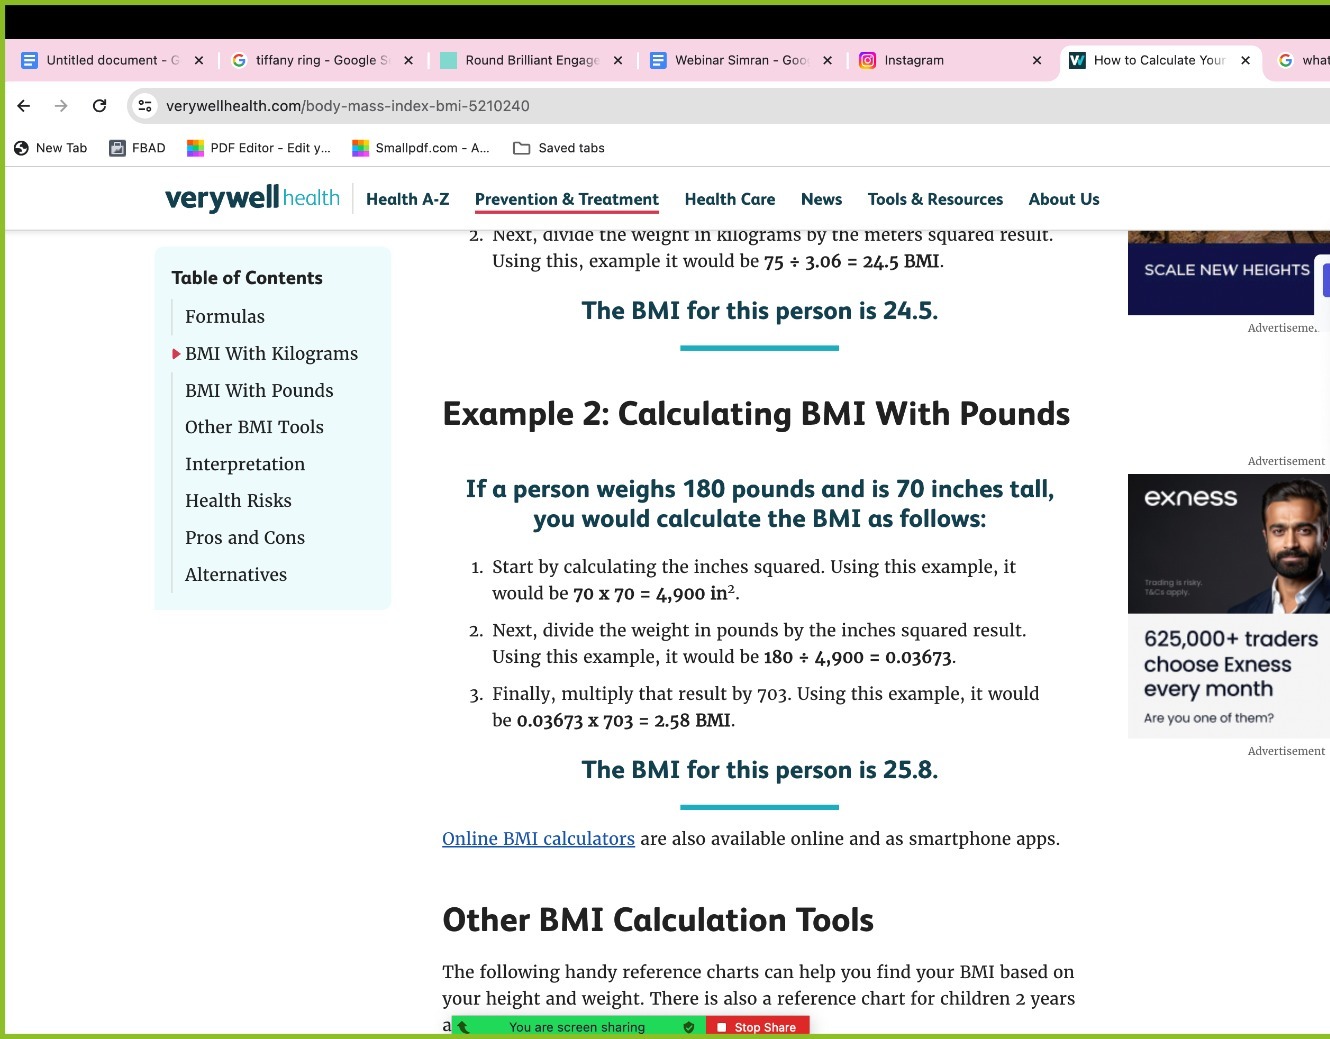 Untitled document - G
tiffany ring - Google S
Round Brilliant Engage
Webinar Simran - Goo
Instagram
How to Calculate Your
what
verywellhealth.com/body-mass-index-bmi-5210240
New Tab
FBAD
PDF Editor - Edit y...
Smallpdf.com - A...
Saved tabs
verywell health
Health A-Z
Prevention & Treatment
Health Care
News
Tools & Resources
About Us
Table of Contents
Formulas
BMI With Kilograms
BMI With Pounds
Other BMI Tools
Interpretation
Health Risks
Pros and Cons
Alternatives
2. Next, divide the weight in kilograms by the meters squared result.
Using this, example it would be 75 ÷ 3.06 = 24.5 BMI.
The BMI for this person is 24.5.
Example 2: Calculating BMI With Pounds
If a person weighs 180 pounds and is 70 inches tall,
you would calculate the BMI as follows:
1. Start by calculating the inches squared. Using this example, it
would be 70 x 70 = 4,900 in².
2. Next, divide the weight in pounds by the inches squared result.
Using this example, it would be 180 ÷ 4,900 = 0.03673.
3. Finally, multiply that result by 703. Using this example, it would
be 0.03673 x 703 = 2.58 BMI.
The BMI for this person is 25.8.
Online BMI calculators are also available online and as smartphone apps.
Other BMI Calculation Tools
The following handy reference charts can help you find your BMI based on
your height and weight. There is also a reference chart for children 2 years
a
You are screen sharing
Stop Share
SCALE NEW HEIGHTS
Advertiseme
Advertisement
exness
Trading is risky.
T&Cs apply.
625,000+ traders
choose Exness
every month
Are you one of them?
Advertisement